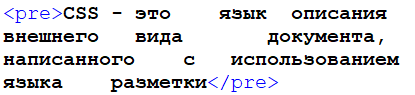 <pre>CSS - это    язык  описания
внешнего   вида       документа,
написанного   с   использованием
языка    разметки</pre>